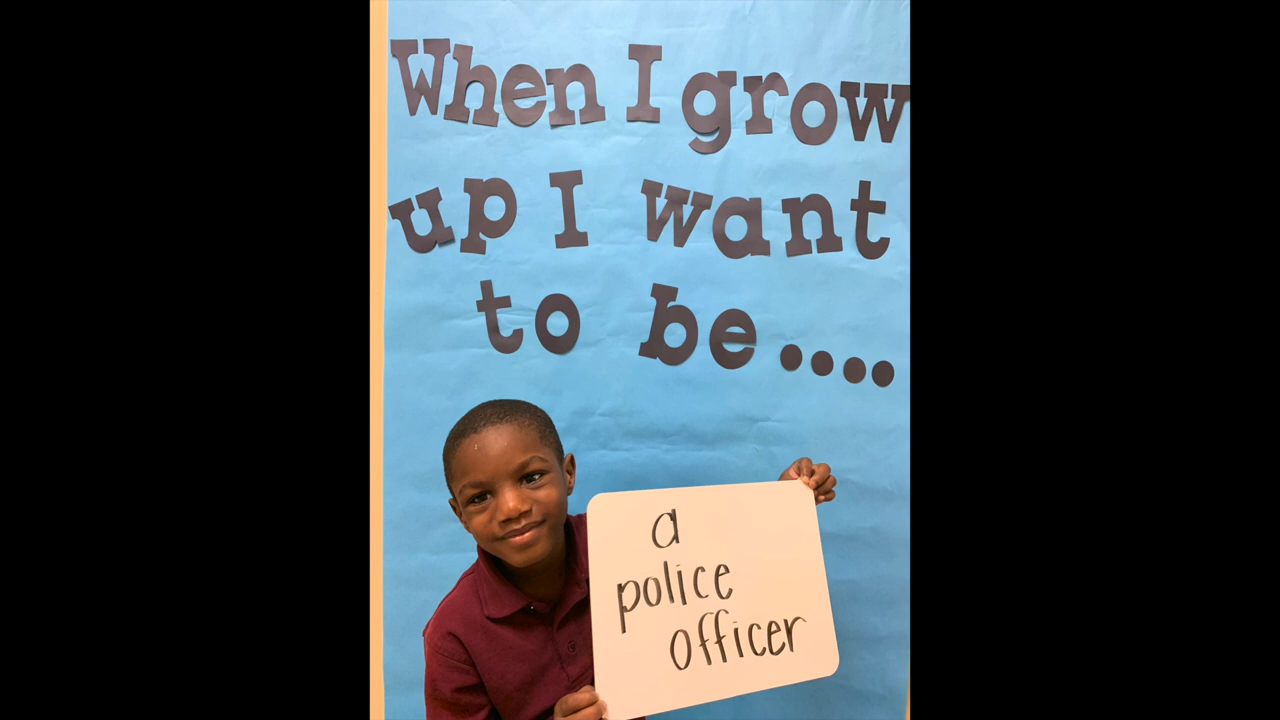 When I grow
up I want
to be....
a
police
officer